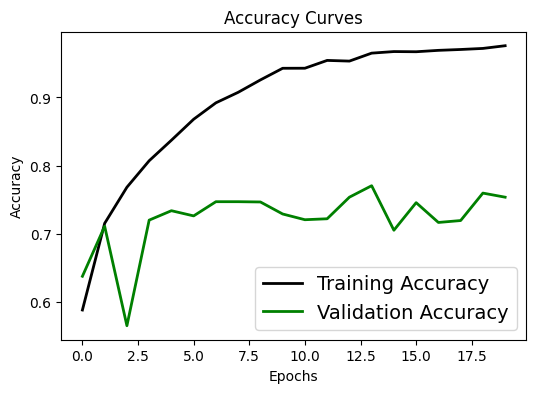 Accuracy Curves
Accuracy
0.9
0.8
0.7
0.6
Training Accuracy
Validation Accuracy
0.0 2.5 5.0 7.5 10.0 12.5 15.0 17.5
Epochs